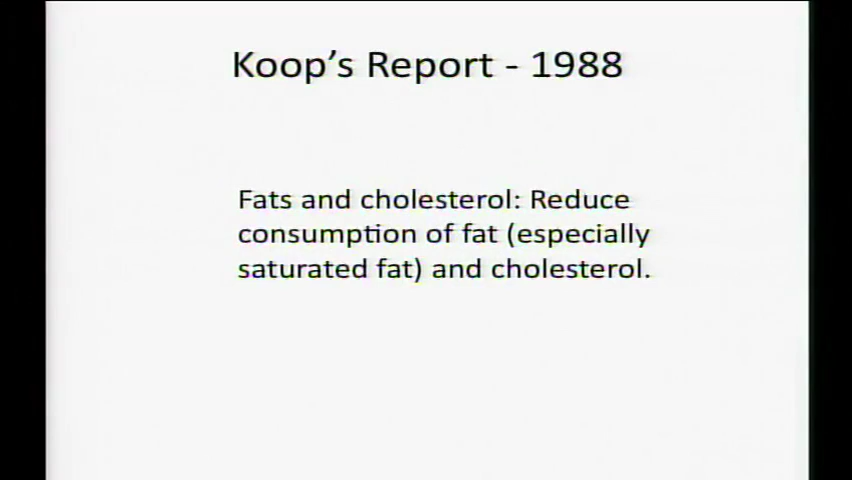 Koop’s Report - 1988
Fats and cholesterol: Reduce
consumption of fat (especially
saturated fat) and cholesterol.